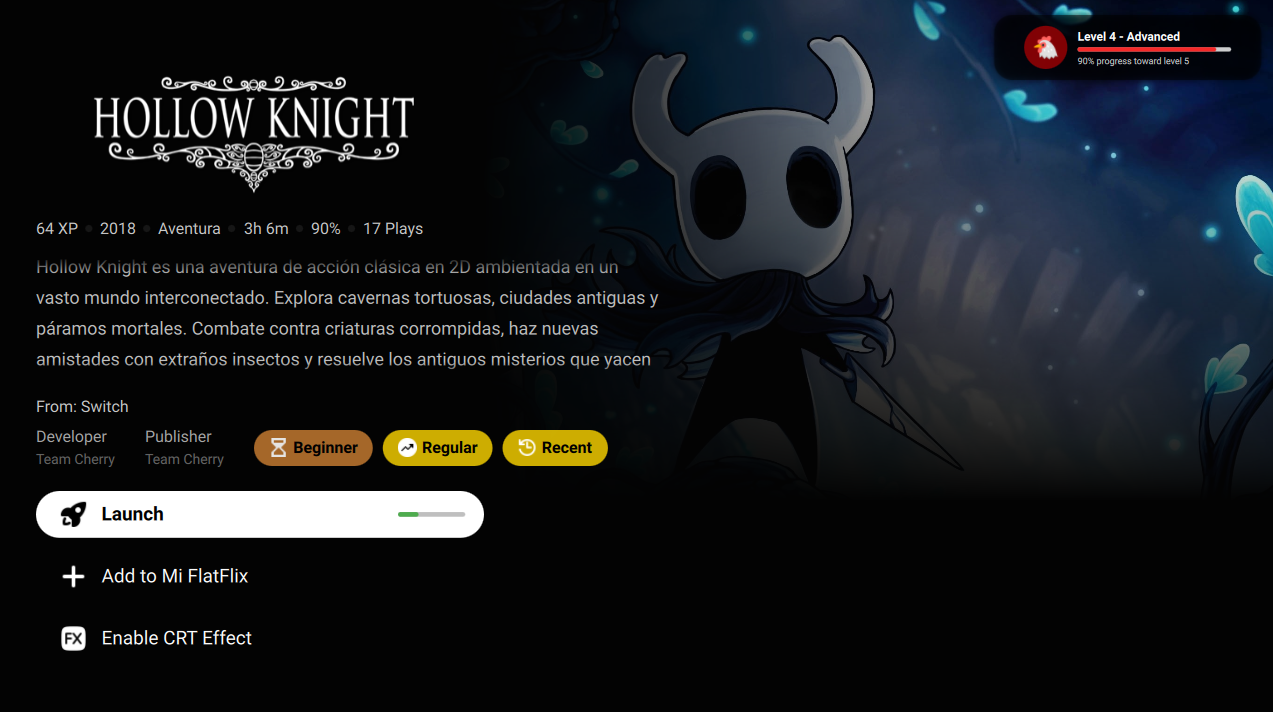 Level 4 - Advanced
90% progress toward level 5
HOLLOW KNIGHT
64 XP 2018 Aventura 3h 6m 90% 17 Plays
Hollow Knight es una aventura de acción clásica en 2D ambientada en un
vasto mundo interconectado. Explora cavernas tortuosas, ciudades antiguas y
páramos mortales. Combate contra criaturas corrompidas, haz nuevas
amistades con extraños insectos y resuelve los antiguos misterios que yacen
From: Switch
Developer Publisher
Team Cherry Team Cherry
Beginner Regular Recent
Launch
Add to Mi FlatFlix
FX Enable CRT Effect